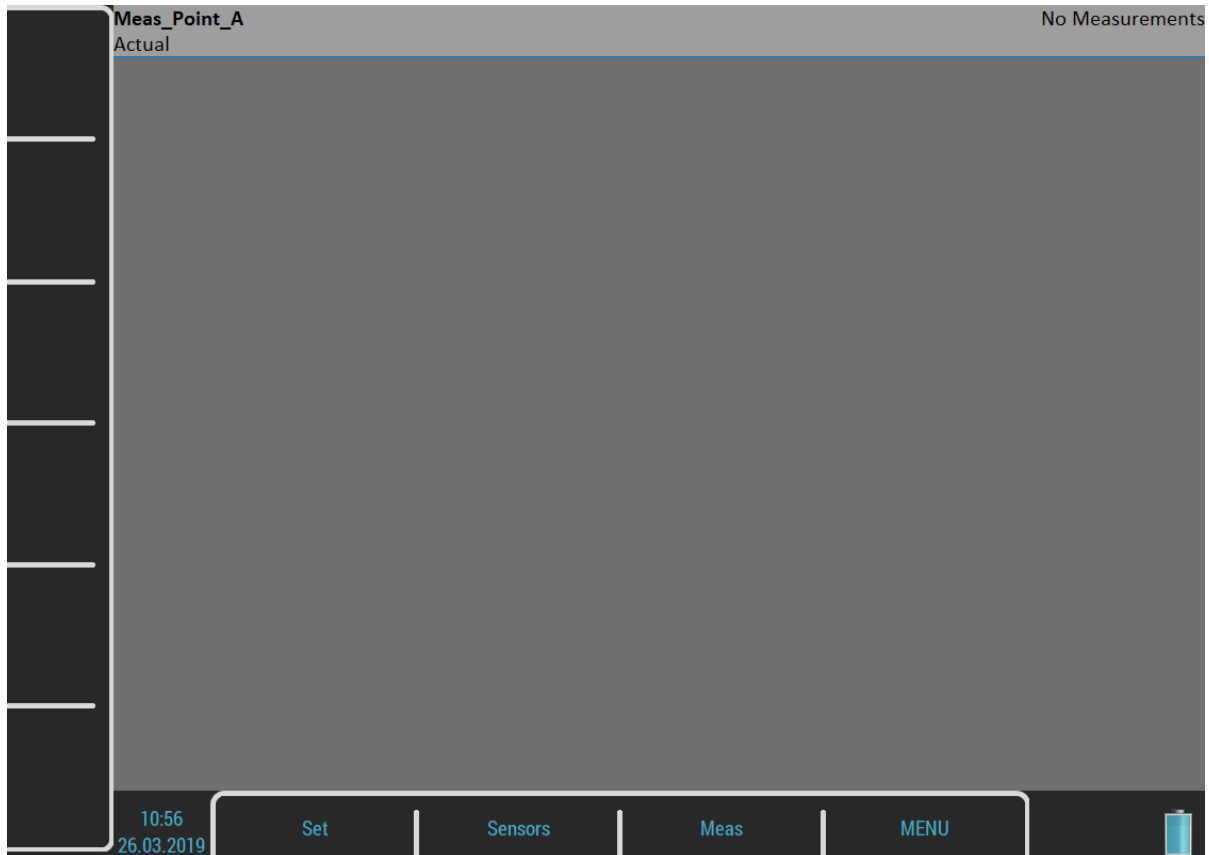 Meas_Point_A
No Measurements
Actual
10:56
26.03.2019
Set
Sensors
Meas
MENU